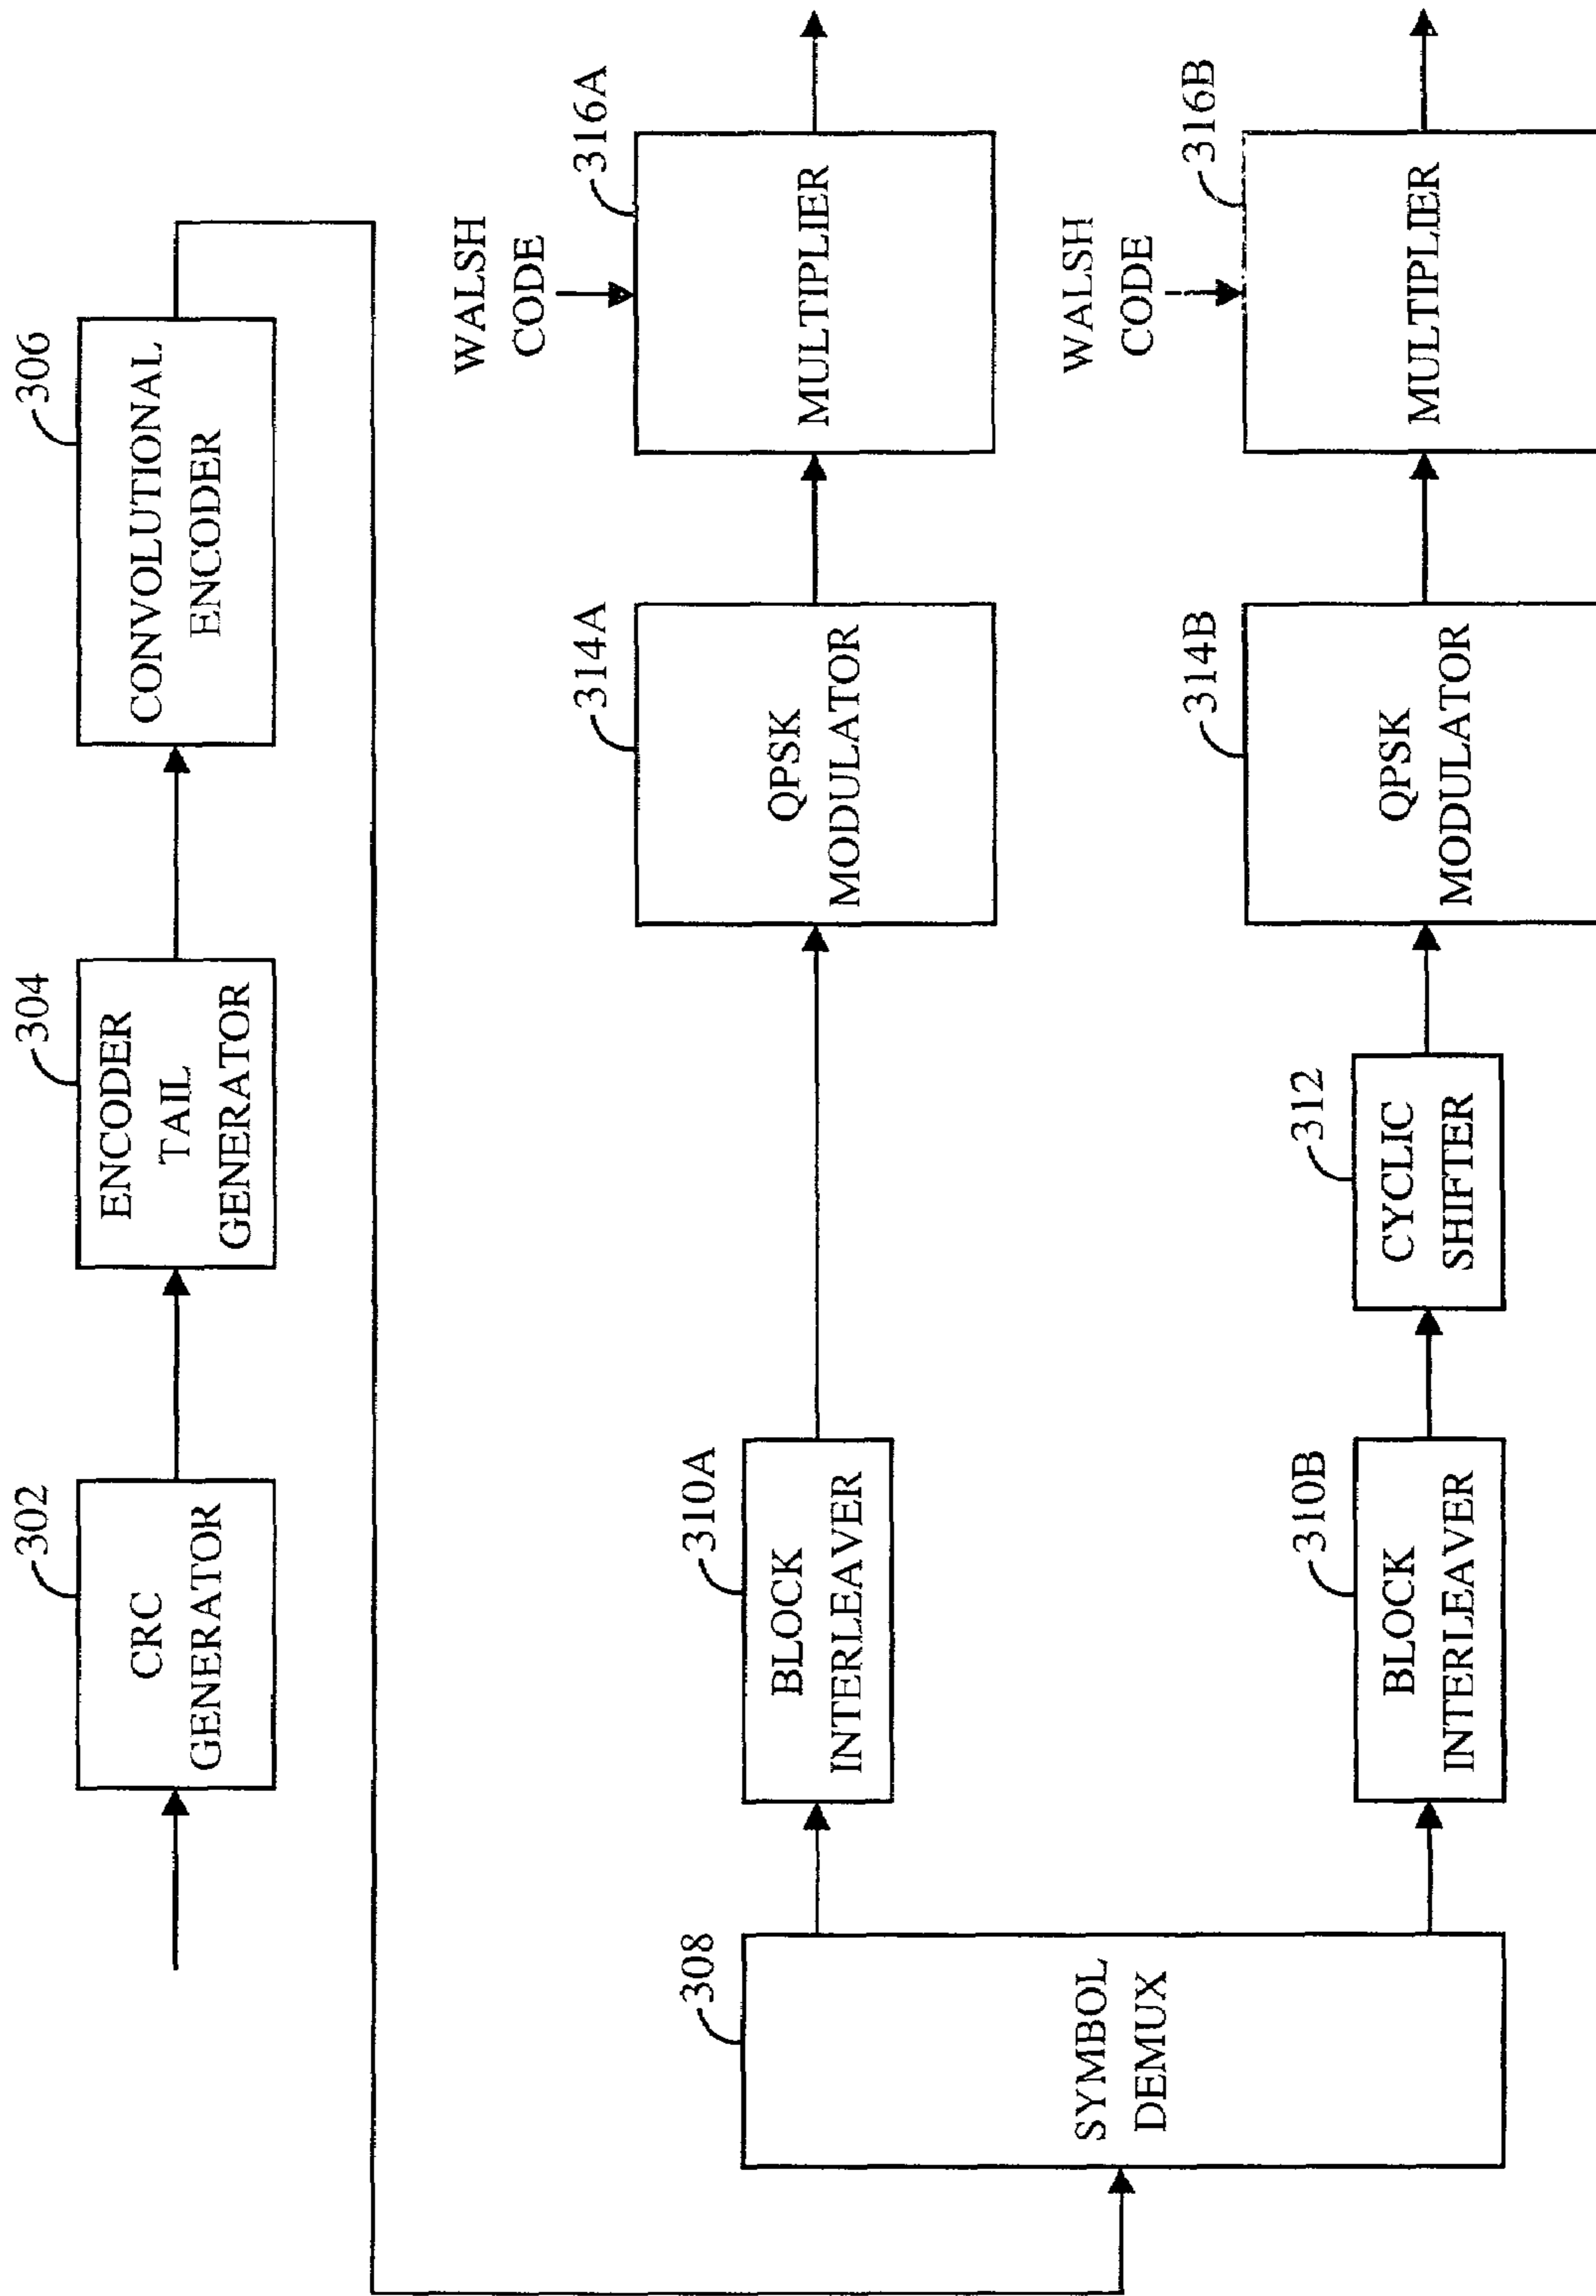 302
CRC
GENERATOR
304
ENCODER
TAIL
GENERATOR
306
CONVOLUTIONAL
ENCODER
308
SYMBOL
DEMUX
310A
BLOCK
INTERLEAVER
314A
QPSK
MODULATOR
WALSH
CODE
316A
MULTIPLIER
310B
BLOCK
INTERLEAVER
312
CYCLIC
SHIFTER
314B
QPSK
MODULATOR
WALSH
CODE
316B
MULTIPLIER